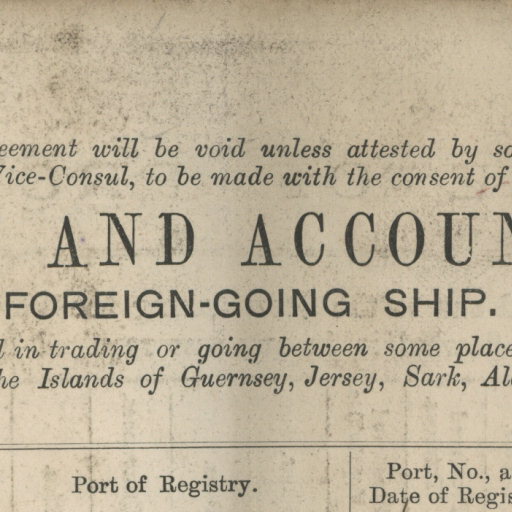 eement will be void unless attested by so
Vice-Consul, to be made with the consent of
AND ACCOUN
FOREIGN-GOING SHIP.
l in trading or going between some place
he Islands of Guernsey, Jersey, Sark, Al
Port of Registry.
Port, No., a
Date of Regis